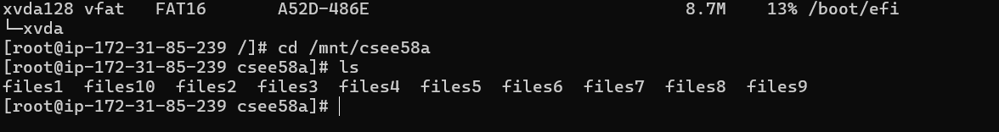 xvda128 vfat   FAT16       A52D-486E                               8.7M    13% /boot/efi
└─xvda
[root@ip-172-31-85-239 /]# cd /mnt/csee58a
[root@ip-172-31-85-239 csee58a]# ls
files1  files10  files2  files3  files4  files5  files6  files7  files8  files9
[root@ip-172-31-85-239 csee58a]#